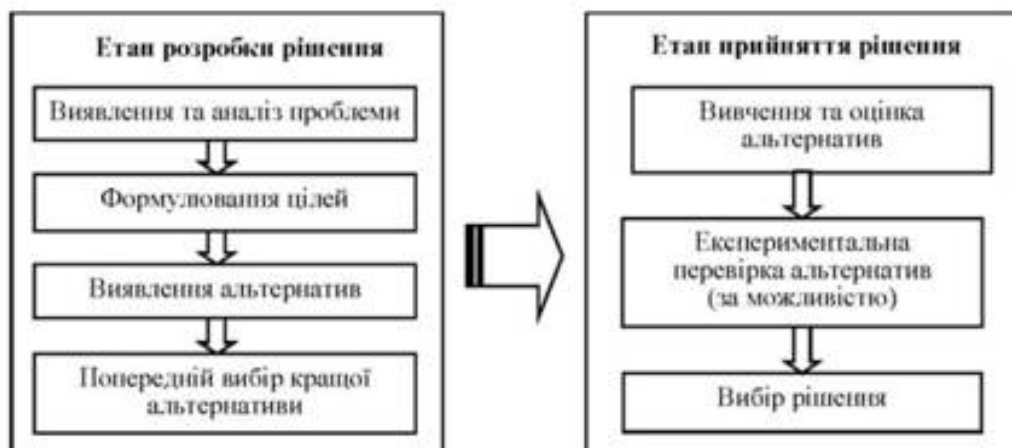 Етап розробки рішення
Виявлення та аналіз проблеми
Формулювання цілей
Виявлення альтернатив
Попередній вибір кращої
альтернативи
Етап прийняття рішення
Вивчення та оцінка
альтернатив
Експериментальна
перевірка альтернатив
(за можливістю)
Вибір рішення